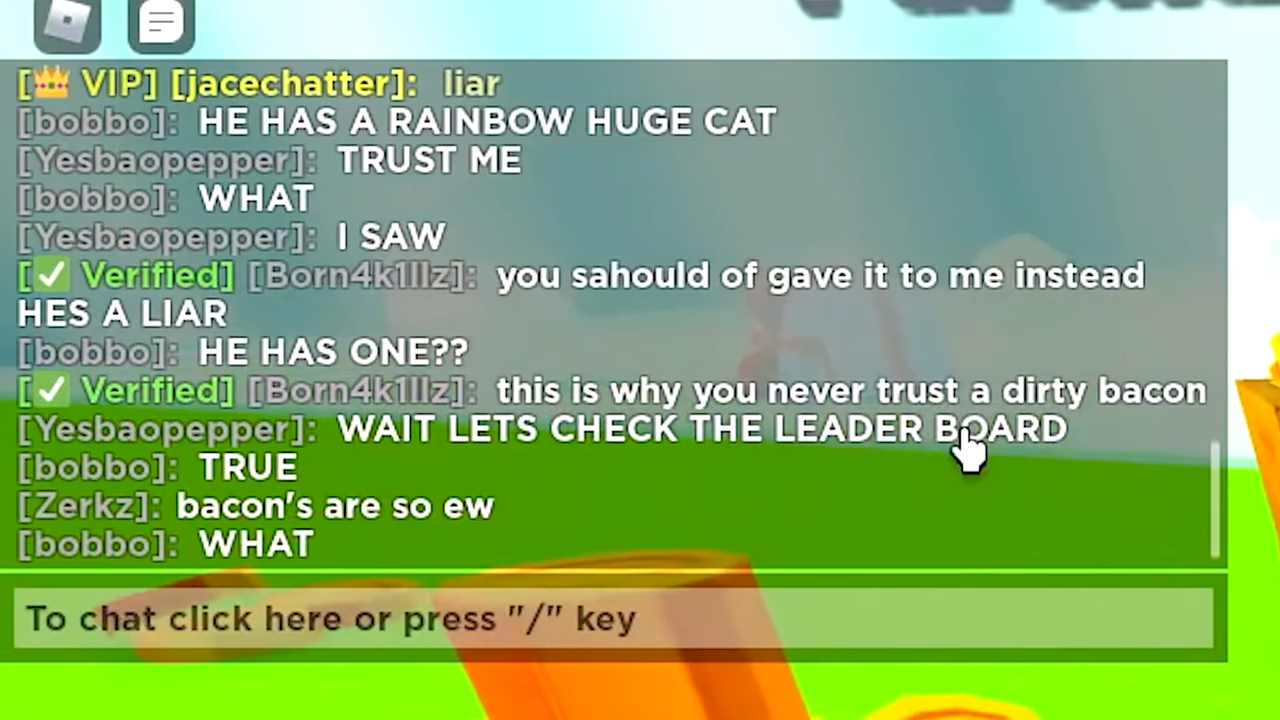 [👑 VIP] [jacechatter]: liar
[bobbo]: HE HAS A RAINBOW HUGE CAT
[Yesbaopepper]: TRUST ME
[bobbo]: WHAT
[Yesbaopepper]: I SAW
[✓ Verified] [Born4k1llz]: you sahould of gave it to me instead
HES A LIAR
[bobbo]: HE HAS ONE??
[✓ Verified] [Born4k1llz]: this is why you never trust a dirty bacon
[Yesbaopepper]: WAIT LETS CHECK THE LEADER BOARD
[bobbo]: TRUE
[Zerkz]: bacon's are so ew
[bobbo]: WHAT
To chat click here or press "/" key